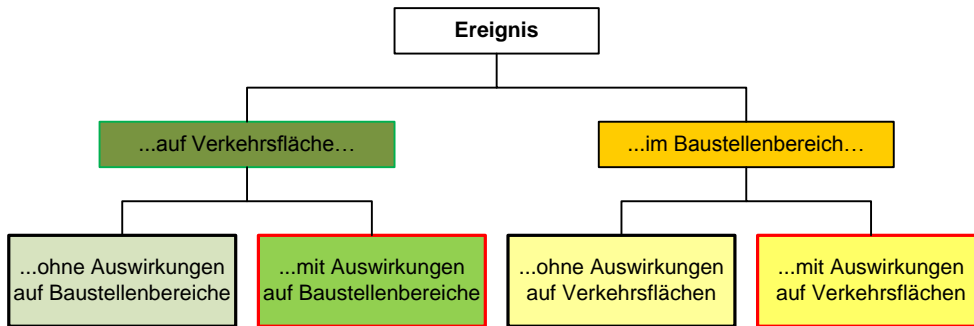 Ereignis
...auf Verkehrsfläche…
...im Baustellenbereich…
...ohne Auswirkungen
auf Baustellenbereiche
...mit Auswirkungen
auf Baustellenbereiche
...ohne Auswirkungen
auf Verkehrsflächen
...mit Auswirkungen
auf Verkehrsflächen